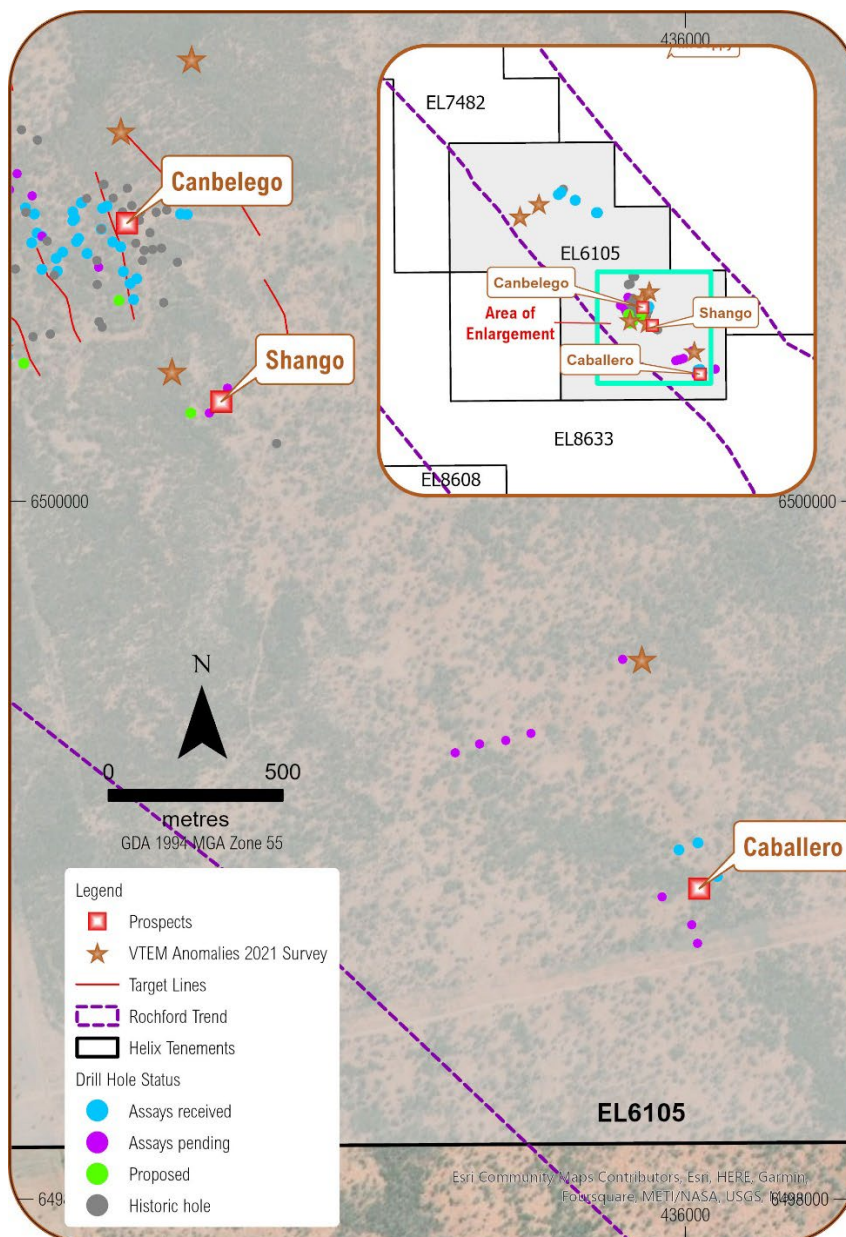 436000
EL7482
EL6105
Canbelego
Shango
Area of
Enlargement
Caballero
EL8633
EL8608
Canbelego
Shango
6500000
6500000
N
0 500
metres
GDA 1994 MGA Zone 55
Caballero
Legend
Prospects
VTEM Anomalies 2021 Survey
Target Lines
Rochford Trend
Helix Tenements
Drill Hole Status
Assays received
Assays pending
Proposed
Historic hole
EL6105
Esri Community Maps Contributors, Esri, HERE, Garmin,
Foursquare, METI/NASA, USGS
436000
6498000